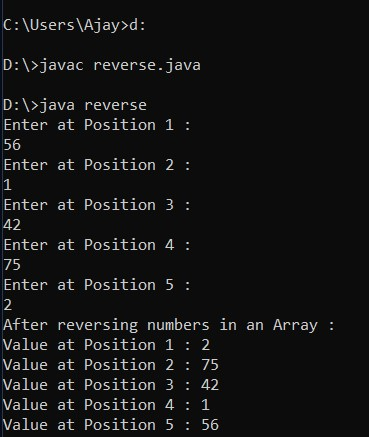 C:\Users\Ajay>d:
D:\>javac reverse.java
D:\>java reverse
Enter at Position 1 :
56
Enter at Position 2 :
1
Enter at Position 3 :
42
Enter at Position 4 :
75
Enter at Position 5 :
2
After reversing numbers in an Array :
Value at Position 1 : 2
Value at Position 2 : 75
Value at Position 3 : 42
Value at Position 4 : 1
Value at Position 5 : 56